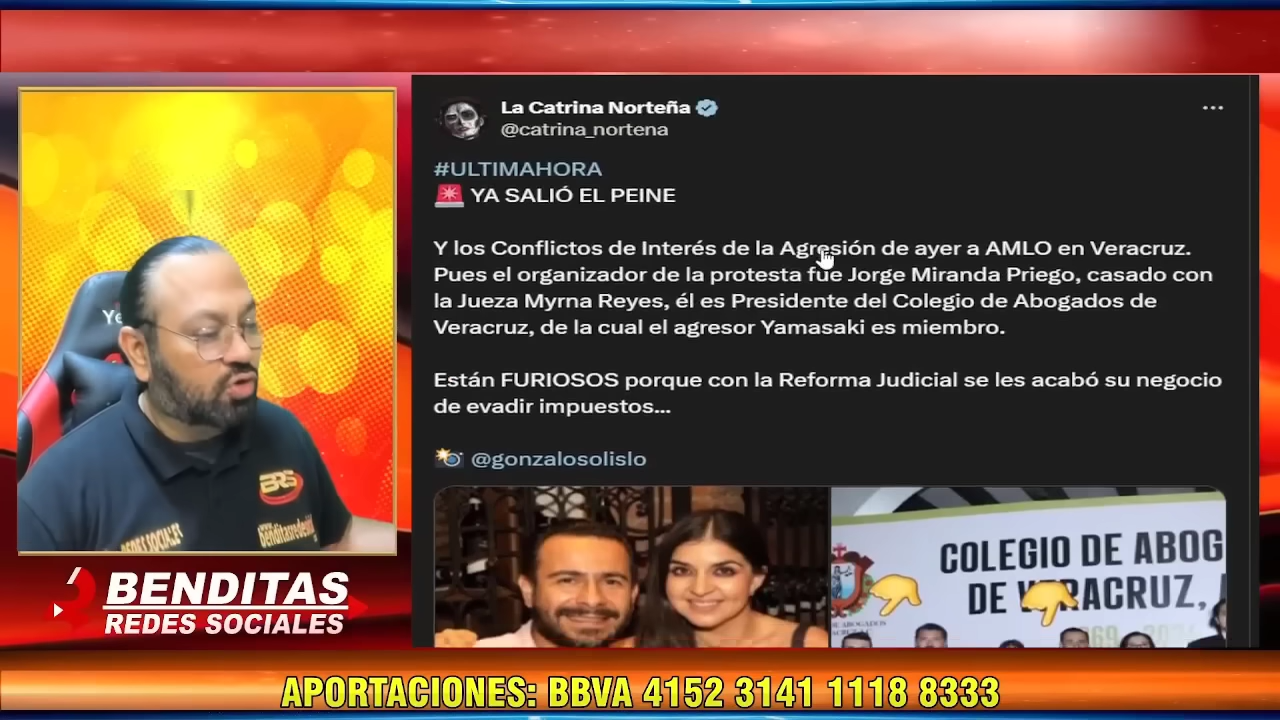 La Catrina Norteña
@catrina_nortena
#ULTIMAHORA
YA SALIÓ EL PEINE
Y los Conflictos de Interés de la Agresión de ayer a AMLO en Veracruz.
Pues el organizador de la protesta fue Jorge Miranda Priego, casado con
la Jueza Myrna Reyes, él es Presidente del Colegio de Abogados de
Veracruz, de la cual el agresor Yamasaki es miembro.
Están FURIOSOS porque con la Reforma Judicial se les acabó su negocio
de evadir impuestos...
@gonzalosolislo
COLEGIO DE ABOG
DE VERACRUZ,
Ye
BRS
BENDITAS
REDES SOCIALES
APORTACIONES: BBVA 4152 3141 1118 8333